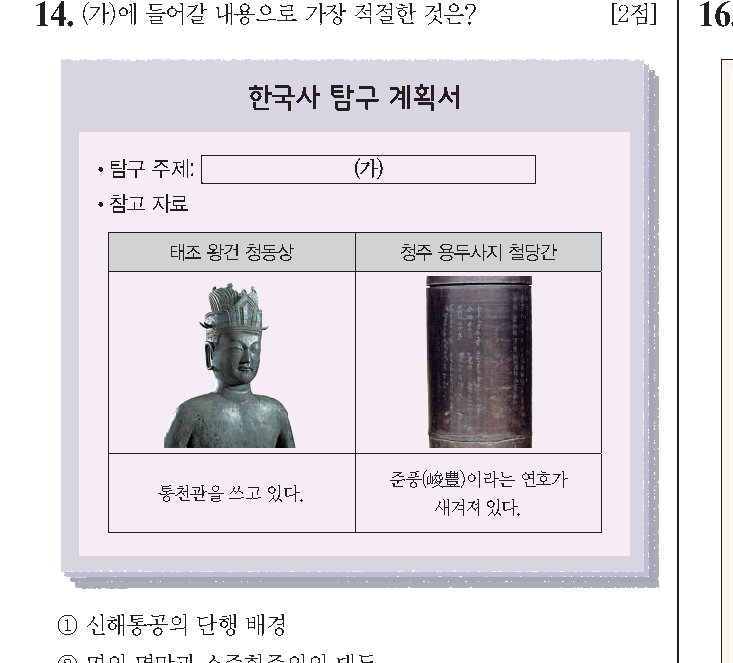 14. (가)에 들어갈 내용으로 가장 적절한 것은? [2점]
한국사 탐구 계획서
• 탐구 주제: (가)
• 참고 자료
태조 왕건 청동상 청주 용두사지 철당간
통천관을 쓰고 있다. 준풍(峻豊)이라는 연호가
새겨져 있다.
① 신해통공의 단행 배경
16.